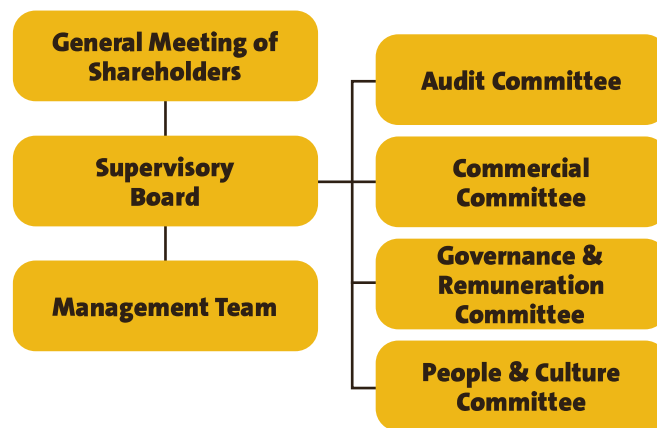 General Meeting of
Shareholders
Supervisory
Board
Management Team
Audit Committee
Commercial
Committee
Governance &
Remuneration
Committee
People & Culture
Committee